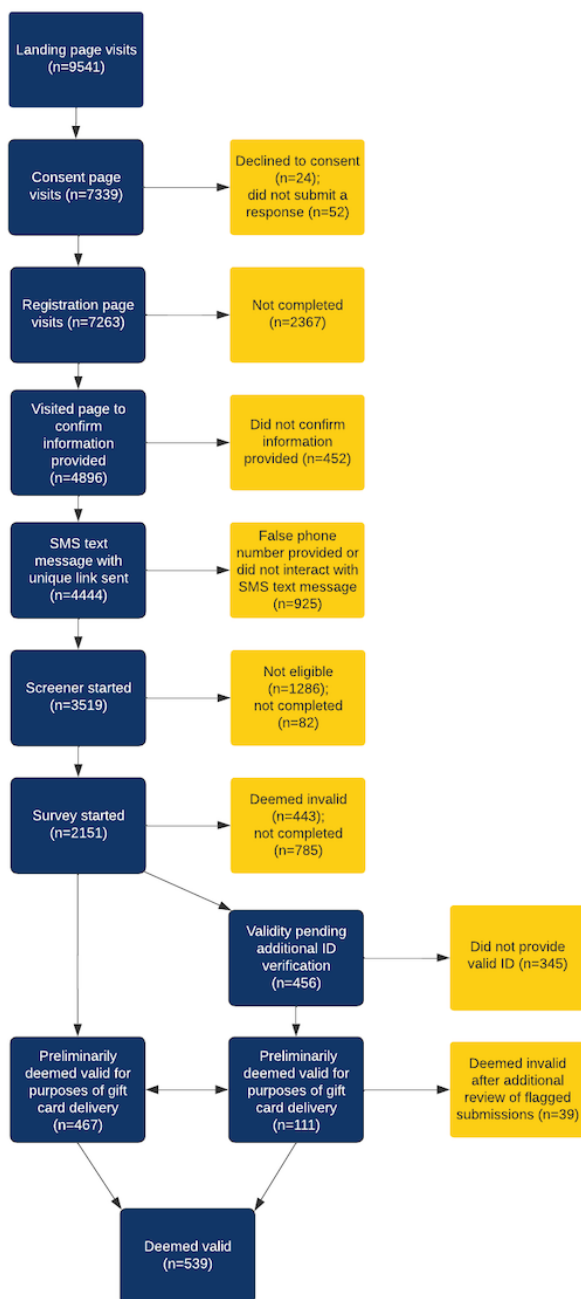 Landing page visits
(n=9541)
Consent page
visits (n=7339)
Declined to consent
(n=24);
did not submit a
response (n=52)
Registration page
visits (n=7263)
Not completed
(n=2367)
Visited page to
confirm
information
provided
(n=4896)
Did not confirm
information
provided (n=452)
SMS text
message with
unique link sent
(n=4444)
False phone
number provided or
did not interact with
SMS text message
(n=925)
Screener started
(n=3519)
Not eligible
(n=1286);
not completed
(n=82)
Survey started
(n=2151)
Deemed invalid
(n=443);
not completed
(n=785)
Validity pending
additional ID
verification
(n=456)
Did not provide
valid ID (n=345)
Preliminarily
deemed valid for
purposes of gift
card delivery
(n=467)
Preliminarily
deemed valid for
purposes of gift
card delivery
(n=111)
Deemed invalid
after additional
review of flagged
submissions (n=39)
Deemed valid
(n=539)